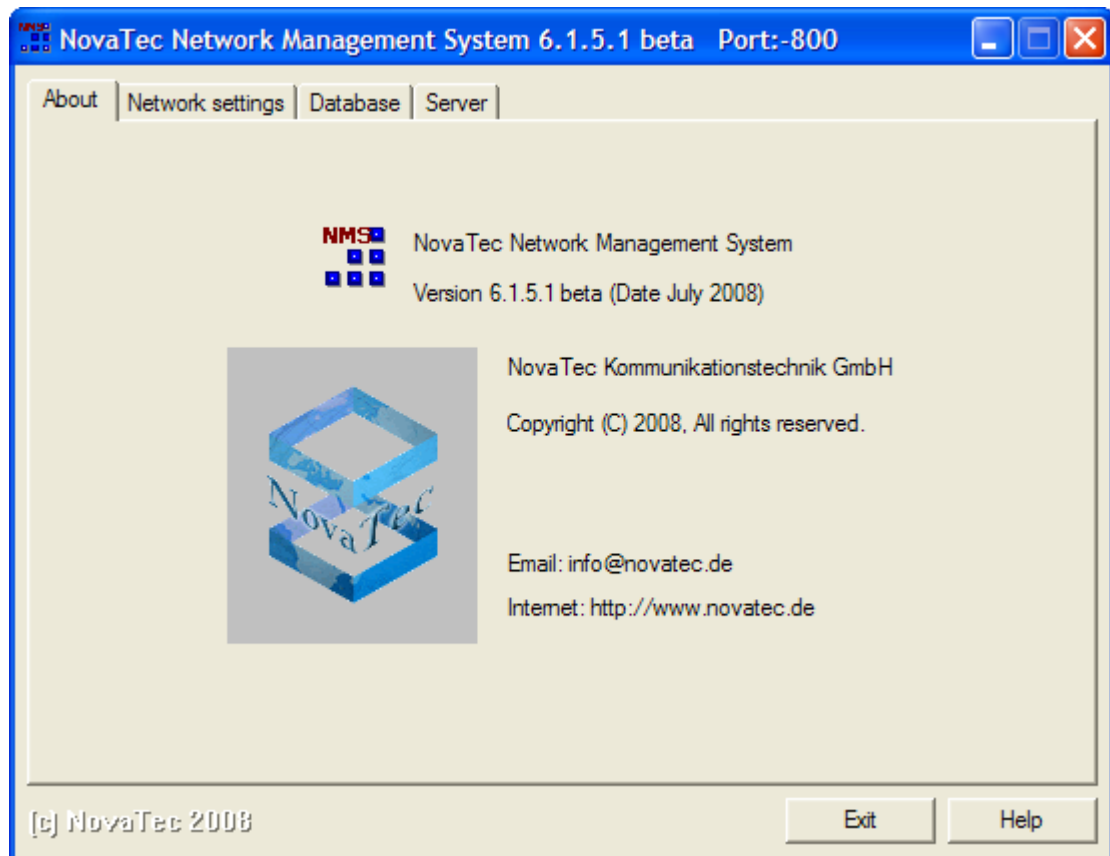 NMS
NovaTec Network Management System 6.1.5.1 beta Port:-800
About Network settings Database Server
NMS
NovaTec Network Management System
Version 6.1.5.1 beta (Date July 2008)
NovaTec Kommunikationstechnik GmbH
Copyright (C) 2008, All rights reserved.
NovaTec
Email: info@novatec.de
Internet: http://www.novatec.de
(c) NovaTec 2008
Exit Help